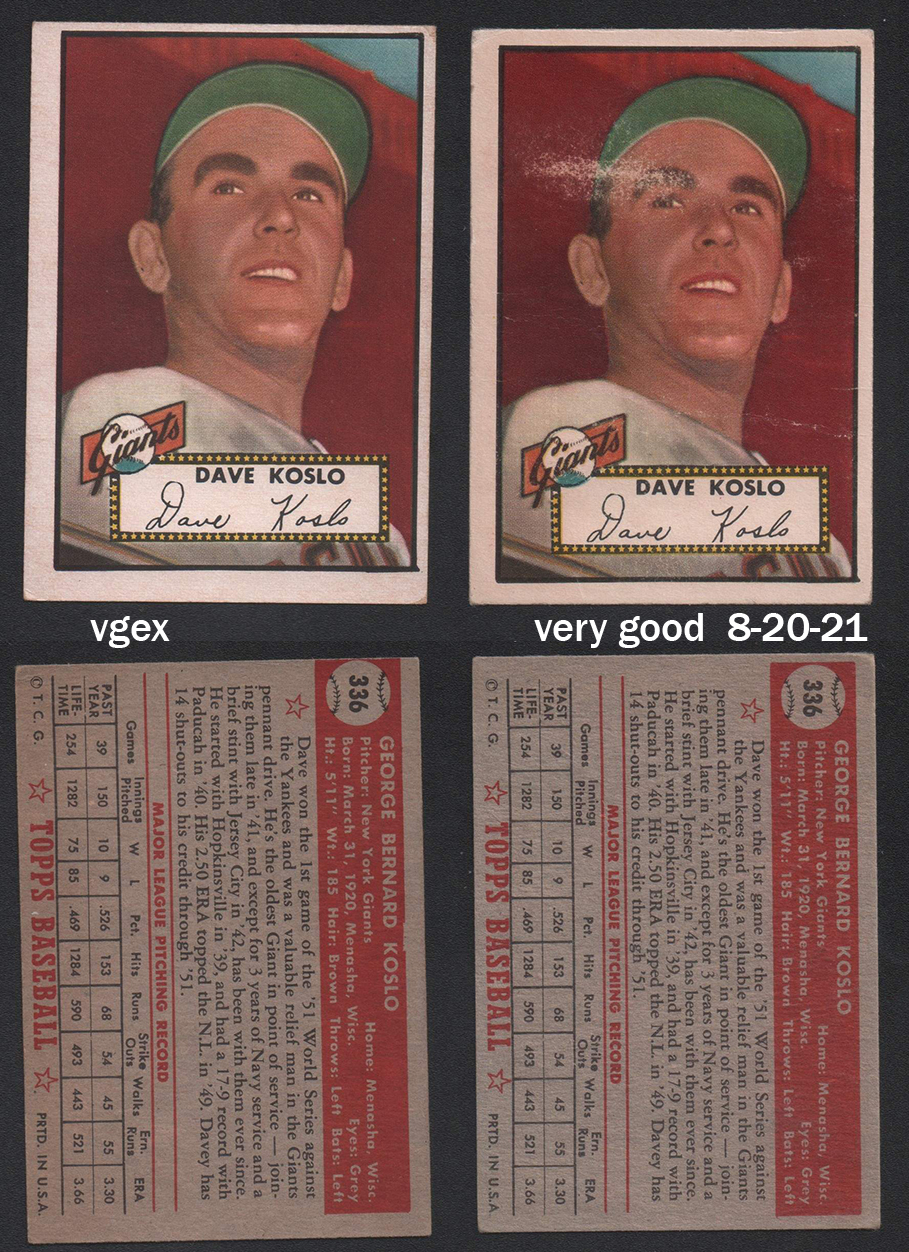 Giants
DAVE KOSLO
Dave Koslo
Giants
DAVE KOSLO
Dave Koslo
vgex
very good 8-20-21
336
GEORGE BERNARD KOSLO
Pitcher: New York Giants Home: Menasha, Wisc.
Born: March 31, 1920, Menasha, Wisc. Eyes: Grey
Ht.: 5'11" Wt.: 185 Hair: Brown Throws: Left Bats: Left
Dave won the 1st game of the '51 World Series against
the Yankees and was a valuable relief man in the Giants
pennant drive. He's the oldest Giant in point of service — join-
ing them late in '41, and except for 3 years of Navy service and a
brief stint with Jersey City in '42, has been with them ever since.
He started with Hopkinsville in '39, and had a 17-9 record with
Paducah in '40. His 2.50 ERA topped the N.L. in '49. Davey has
14 shut-outs to his credit through '51.
MAJOR LEAGUE PITCHING RECORD
Games Innings Pitched W L Pct. Hits Runs Strike Outs Walks Ern. Runs ERA
PAST YEAR 39 150 10 9 .526 153 68 54 45 55 3.30
LIFE-TIME 254 1282 75 85 .469 1284 590 493 443 521 3.66
© T. C. G. TOPPS BASEBALL PRTD. IN U.S.A.
336
GEORGE BERNARD KOSLO
Pitcher: New York Giants Home: Menasha, Wisc.
Born: March 31, 1920, Menasha, Wisc. Eyes: Grey
Ht.: 5'11" Wt.: 185 Hair: Brown Throws: Left Bats: Left
Dave won the 1st game of the '51 World Series against
the Yankees and was a valuable relief man in the Giants
pennant drive. He's the oldest Giant in point of service — join-
ing them late in '41, and except for 3 years of Navy service and a
brief stint with Jersey City in '42, has been with them ever since.
He started with Hopkinsville in '39, and had a 17-9 record with
Paducah in '40. His 2.50 ERA topped the N.L. in '49. Davey has
14 shut-outs to his credit through '51.
MAJOR LEAGUE PITCHING RECORD
Games Innings Pitched W L Pct. Hits Runs Strike Outs Walks Ern. Runs ERA
PAST YEAR 39 150 10 9 .526 153 68 54 45 55 3.30
LIFE-TIME 254 1282 75 85 .469 1284 590 493 443 521 3.66
© T. C. G. TOPPS BASEBALL PRTD. IN U.S.A.